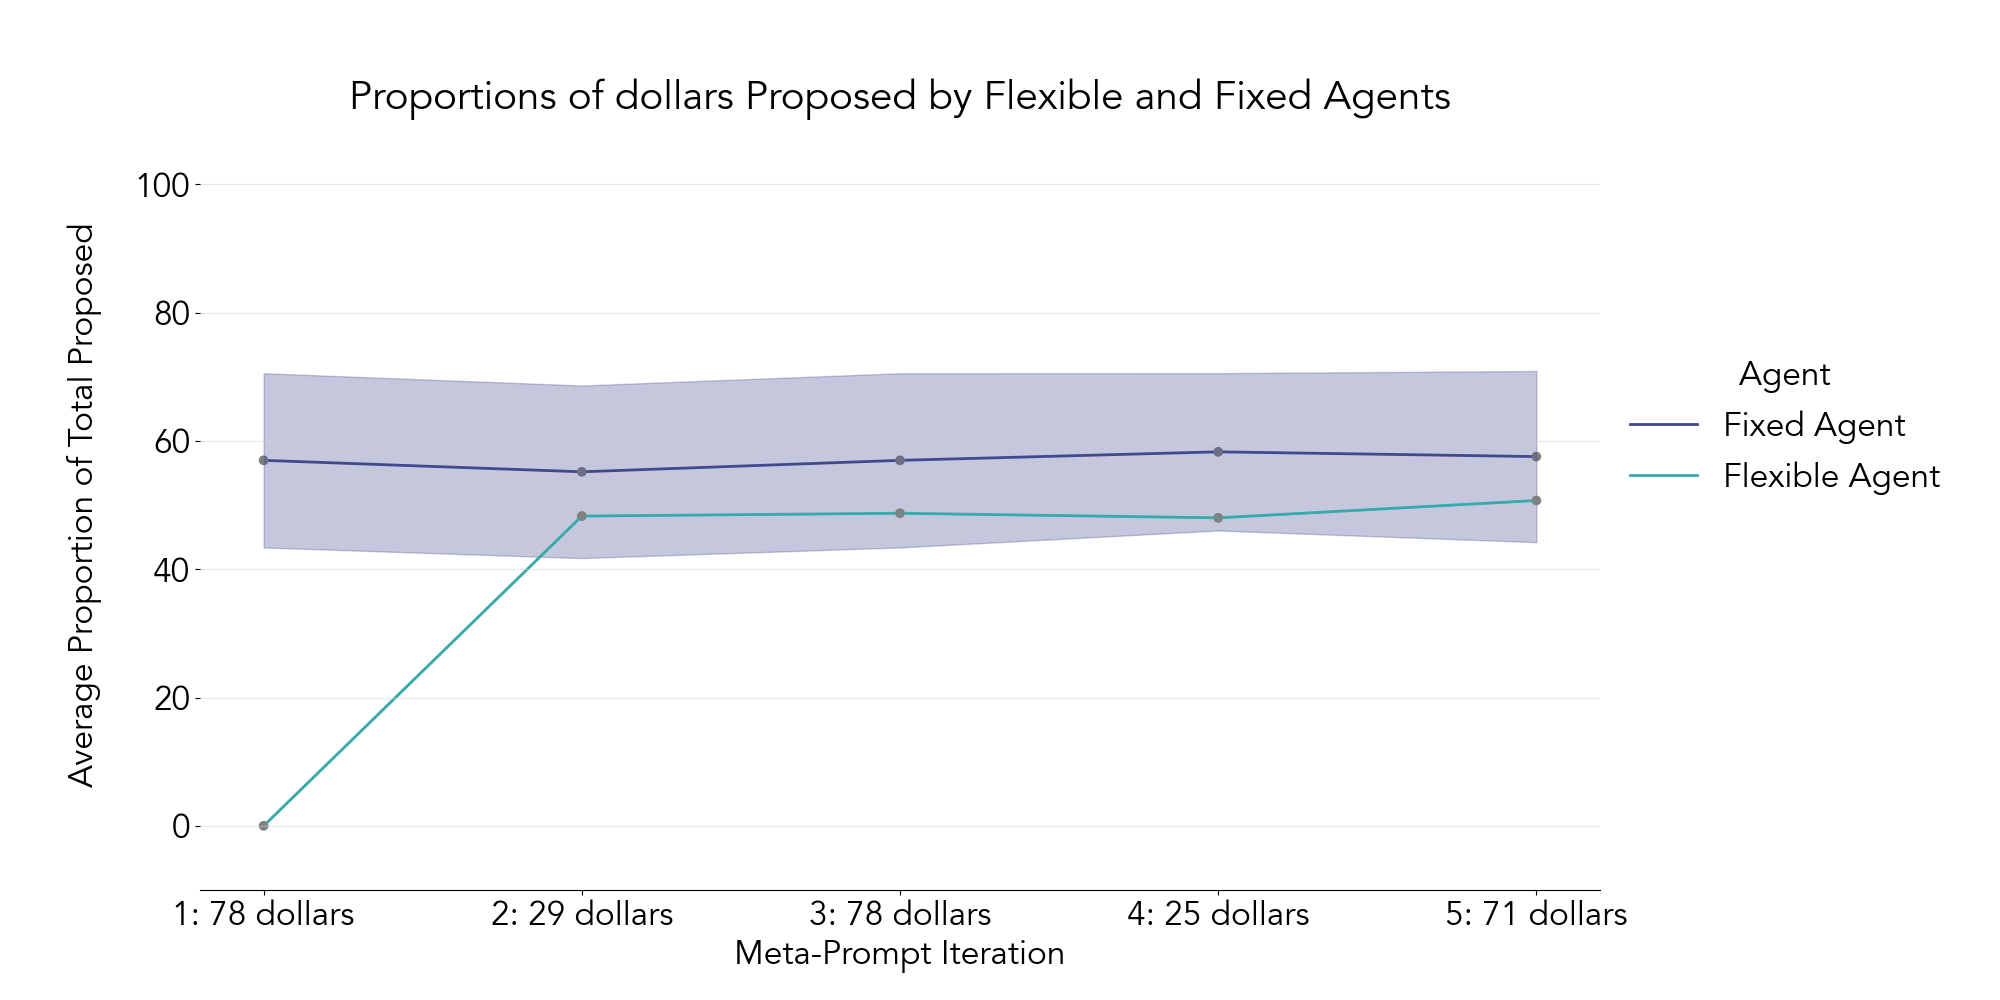 Proportions of dollars Proposed by Flexible and Fixed Agents
Average Proportion of Total Proposed
100
80
60
40
20
0
1: 78 dollars
2: 29 dollars
3: 78 dollars
4: 25 dollars
5: 71 dollars
Meta-Prompt Iteration
Agent
Fixed Agent
Flexible Agent